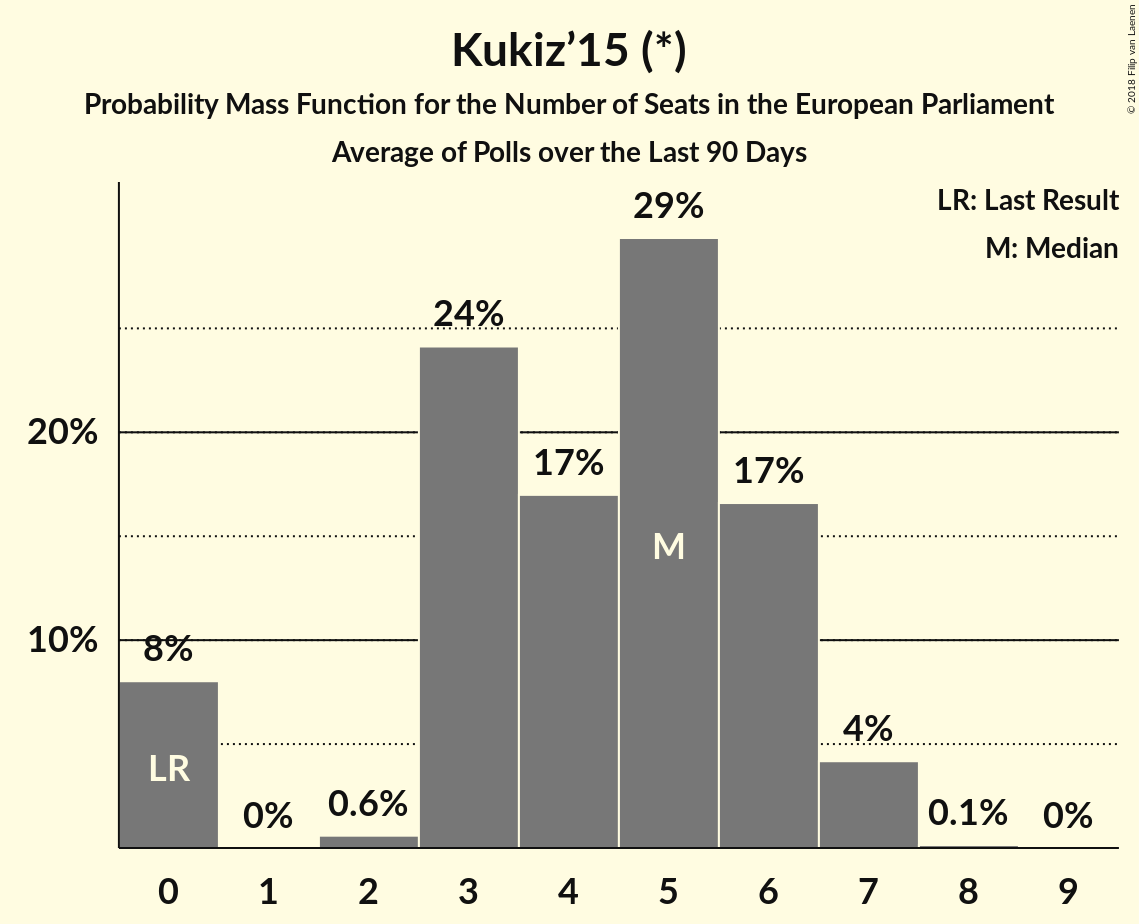 Kukiz’15 (*)
Probability Mass Function for the Number of Seats in the European Parliament
Average of Polls over the Last 90 Days
© 2018 Filip van Laenen
LR: Last Result
M: Median
29%
24%
20%
17%
17%
M
10%
8%
4%
LR
0%
0.6%
0.1%
0%
0 1 2 3 4 5 6 7 8 9